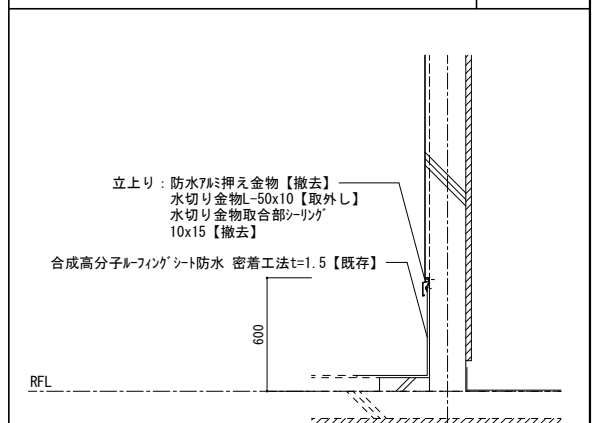 立上り：防水ｱﾙﾐ押え金物【撤去】
水切り金物L-50x10【取外し】
水切り金物取合部ｼｰﾘﾝｸﾞ
10x15【撤去】
合成高分子ﾙｰﾌｨﾝｸﾞｼｰﾄ防水 密着工法t=1.5【既存】
600
RFL